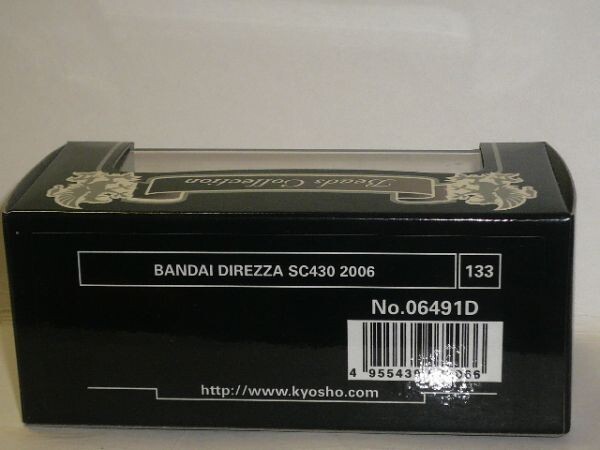 Beads Collection
BANDAI DIREZZA SC430 2006
133
No.06491D
http://www.kyosho.com